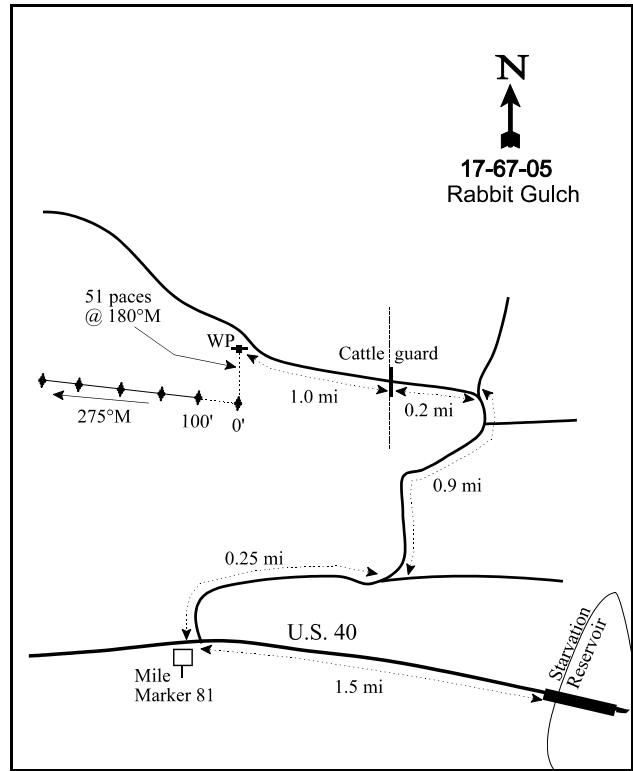 N
17-67-05
Rabbit Gulch
51 paces
@ 180°M
WP
Cattle guard
1.0 mi
0.2 mi
275°M
100'
0'
0.9 mi
0.25 mi
U.S. 40
Starvation
Reservoir
Mile
Marker 81
1.5 mi